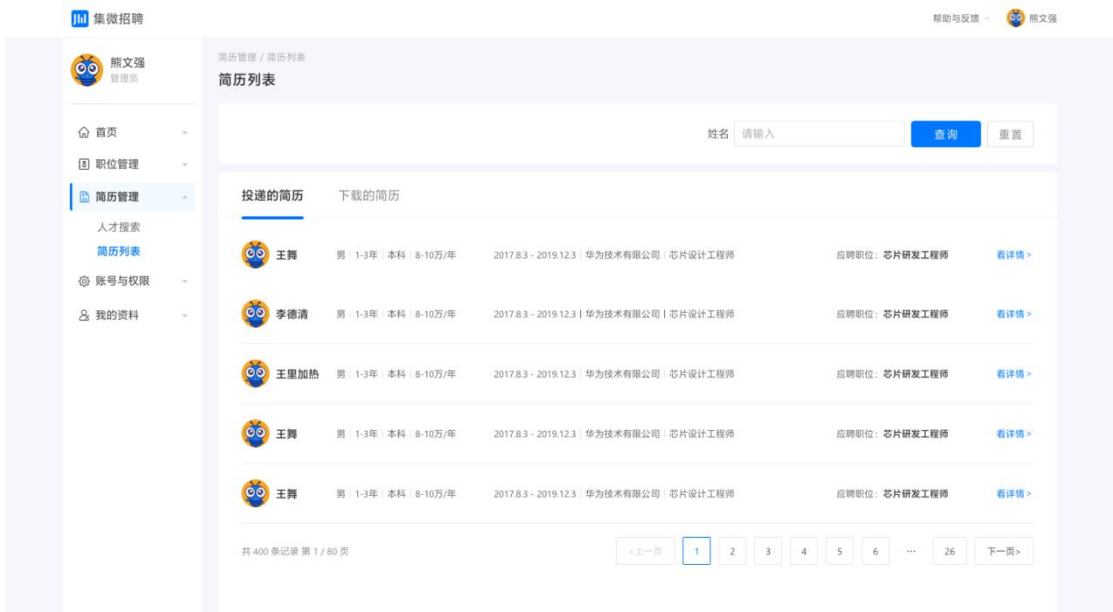 集微招聘
帮助与反馈
熊文强
熊文强
管理员
首页
职位管理
简历管理
人才搜索
简历列表
账号与权限
我的资料
简历管理 / 简历列表
简历列表
姓名 请输入 查询 重置
投递的简历 下载的简历
王舞 男 | 1-3年 | 本科 | 8-10万/年 2017.8.3 - 2019.12.3 | 华为技术有限公司 | 芯片设计工程师 应聘职位：芯片研发工程师 看详情 >
李德清 男 | 1-3年 | 本科 | 8-10万/年 2017.8.3 - 2019.12.3 | 华为技术有限公司 | 芯片设计工程师 应聘职位：芯片研发工程师 看详情 >
王里加热 男 | 1-3年 | 本科 | 8-10万/年 2017.8.3 - 2019.12.3 | 华为技术有限公司 | 芯片设计工程师 应聘职位：芯片研发工程师 看详情 >
王舞 男 | 1-3年 | 本科 | 8-10万/年 2017.8.3 - 2019.12.3 | 华为技术有限公司 | 芯片设计工程师 应聘职位：芯片研发工程师 看详情 >
王舞 男 | 1-3年 | 本科 | 8-10万/年 2017.8.3 - 2019.12.3 | 华为技术有限公司 | 芯片设计工程师 应聘职位：芯片研发工程师 看详情 >
共 400 条记录 第 1 / 80 页 <上一页 1 2 3 4 5 6 ··· 26 下一页>